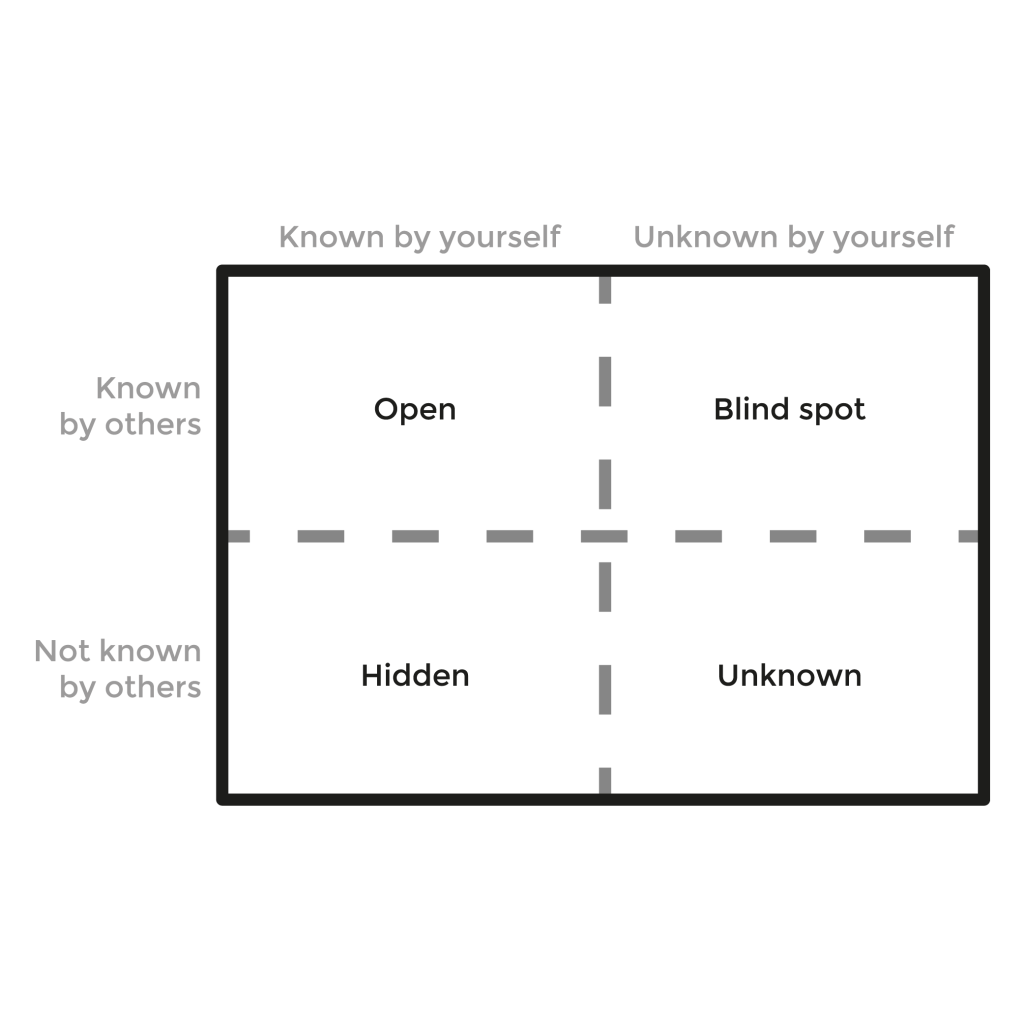 Known by yourself
Unknown by yourself
Known
by others
Open
Blind spot
Not known
by others
Hidden
Unknown